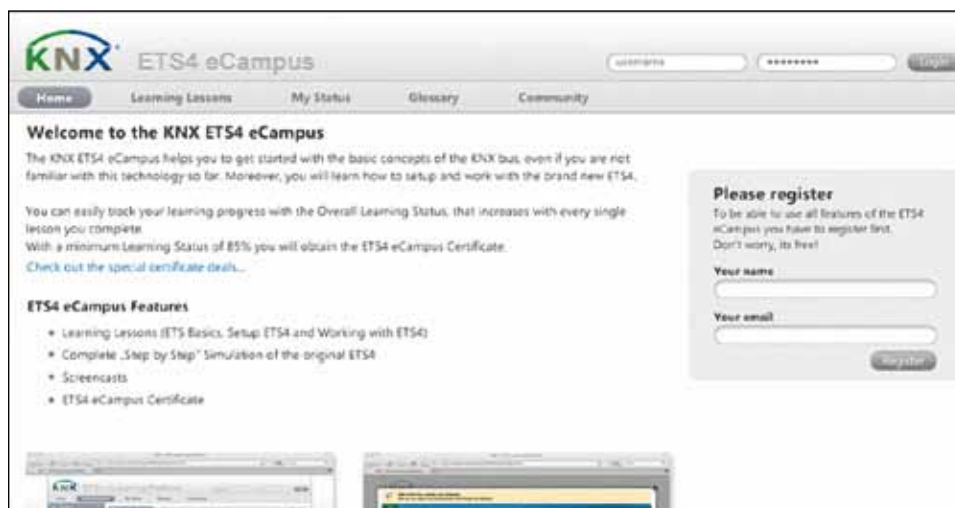 KNX ETS4 eCampus
username ******** Login
Home Learning Lessons My Status Glossary Community
Welcome to the KNX ETS4 eCampus
The KNX ETS4 eCampus helps you to get started with the basic concepts of the KNX bus, even if you are not
familiar with this technology so far. Moreover, you will learn how to setup and work with the brand new ETS4.
You can easily track your learning progress with the Overall Learning Status, that increases with every single
lesson you complete.
With a minimum Learning Status of 85% you will obtain the ETS4 eCampus Certificate.
Check out the special certificate deals...
ETS4 eCampus Features
Learning Lessons (ETS Basics, Setup ETS4 and Working with ETS4)
Complete „Step by Step" Simulation of the original ETS4
Screencasts
ETS4 eCampus Certificate
Please register
To be able to use all features of the ETS4
eCampus you have to register first.
Don't worry, its free!
Your name
Your email
Register
KNX